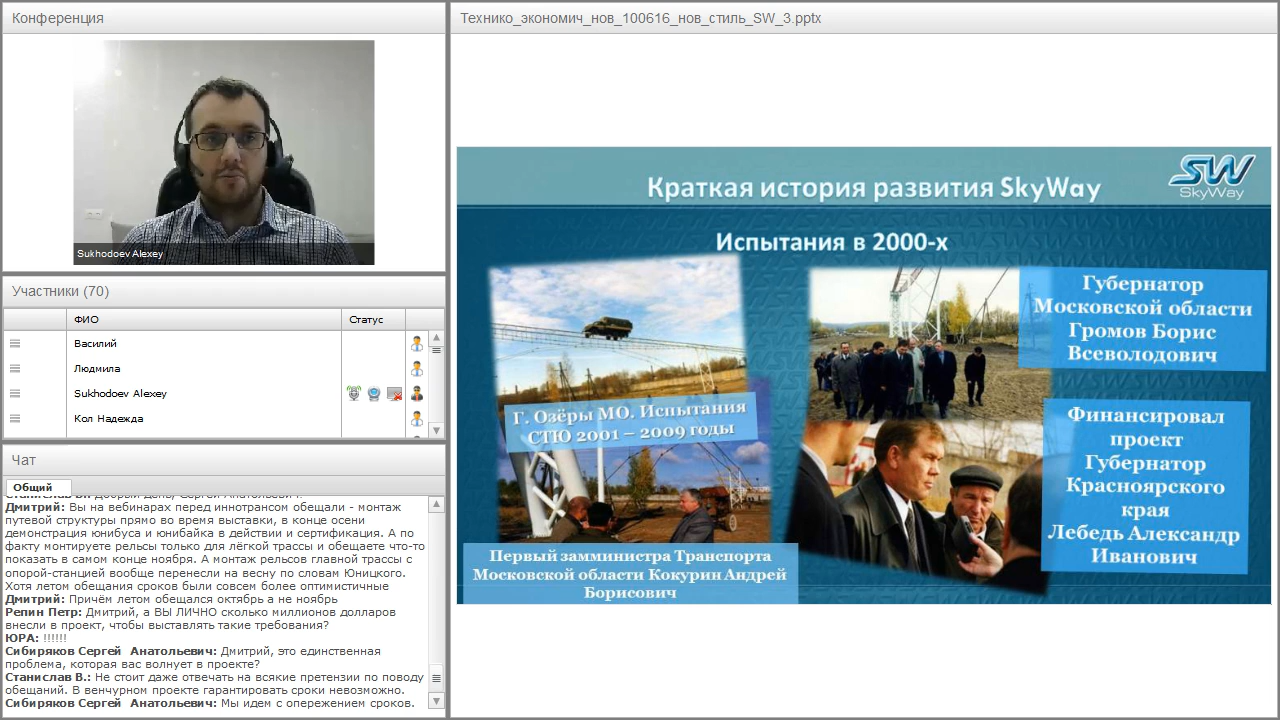 Конференция
Sukhodoev Alexey
Участники (70)
ФИО
Статус
Василий
Людмила
Sukhodoev Alexey
Кол Надежда
Чат
Общий
Станислав В.: Добрый день, Сергей Анатольевич!
Дмитрий: Вы на вебинарах перед иннотрансом обещали - монтаж
путевой структуры прямо во время выставки, в конце осени
демонстрация юнибуса и юнибайка в действии и сертификация. А по
факту монтируете рельсы только для лёгкой трассы и обещаете что-то
показать в самом конце ноября. А монтаж рельсов главной трассы с
опорой-станцией вообще перенесли на весну по словам Юницкого.
Хотя летом обещания сроков были совсем более оптимистичные
Дмитрий: Причём летом обещался октябрь а не ноябрь
Репин Петр: Дмитрий, а ВЫ ЛИЧНО сколько миллионов долларов
внесли в проект, чтобы выставлять такие требования?
ЮРА: !!!!!!
Сибиряков Сергей Анатольевич: Дмитрий, это единственная
проблема, которая вас волнует в проекте?
Станислав В.: Не стоит даже отвечать на всякие претензии по поводу
обещаний. В венчурном проекте гарантировать сроки невозможно.
Сибиряков Сергей Анатольевич: Мы идем с опережением сроков.
Технико_экономич_нов_100616_нов_стиль_SW_3.pptx
Краткая история развития SkyWay
SW
SkyWay
Испытания в 2000-х
Г. Озёры МО. Испытания
СТЮ 2001 – 2009 годы
Первый замминистра Транспорта
Московской области Кокурин Андрей
Борисович
Губернатор
Московской области
Громов Борис
Всеволодович
Финансировал
проект
Губернатор
Красноярского
края
Лебедь Александр
Иванович